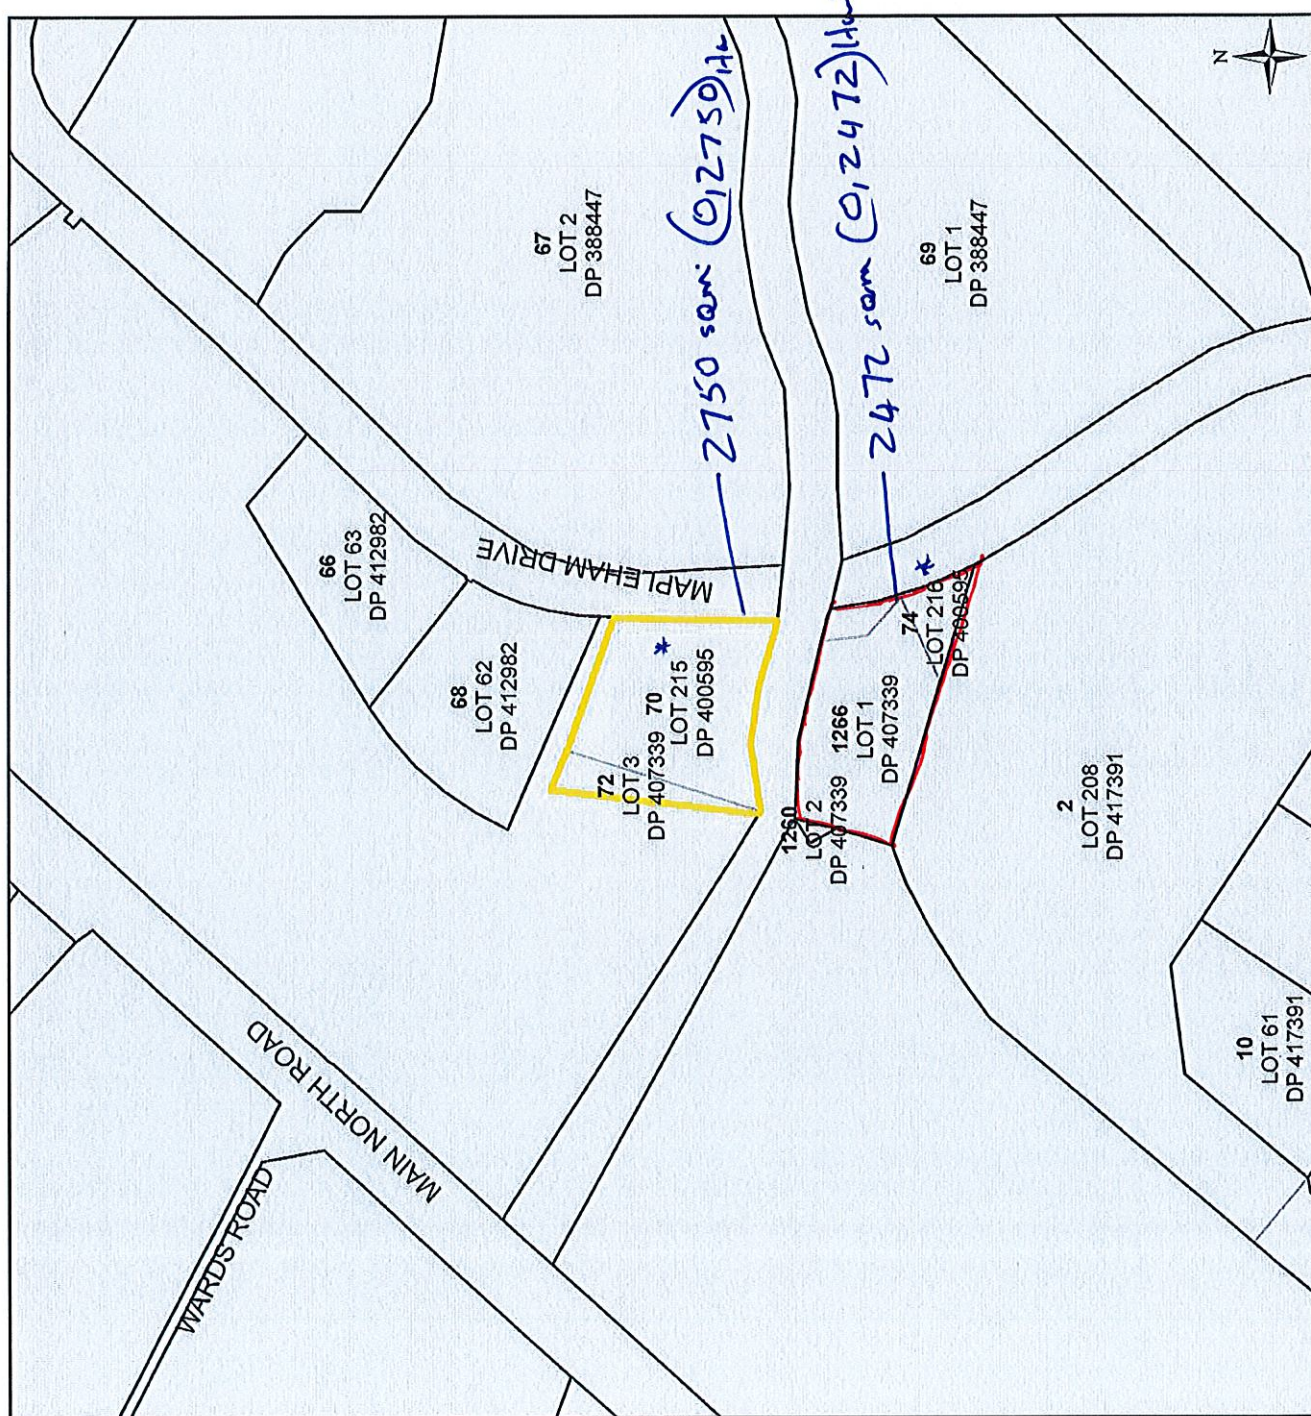 N
2750 sqm (0,2750) Ha
67
LOT 2
DP 388447
2472 sqm (0,2472) Ha
69
LOT 1
DP 388447
66
LOT 63
DP 412982
MAPLEHAM DRIVE
68
LOT 62
DP 412982
*
70
LOT 215
DP 400595
72
LOT 3
DP 407339
74 *
LOT 216
DP 400595
1266
LOT 1
DP 407339
1260
LOT 2
DP 407339
2
LOT 208
DP 417391
10
LOT 61
DP 417391
MAIN NORTH ROAD
WARDS ROAD